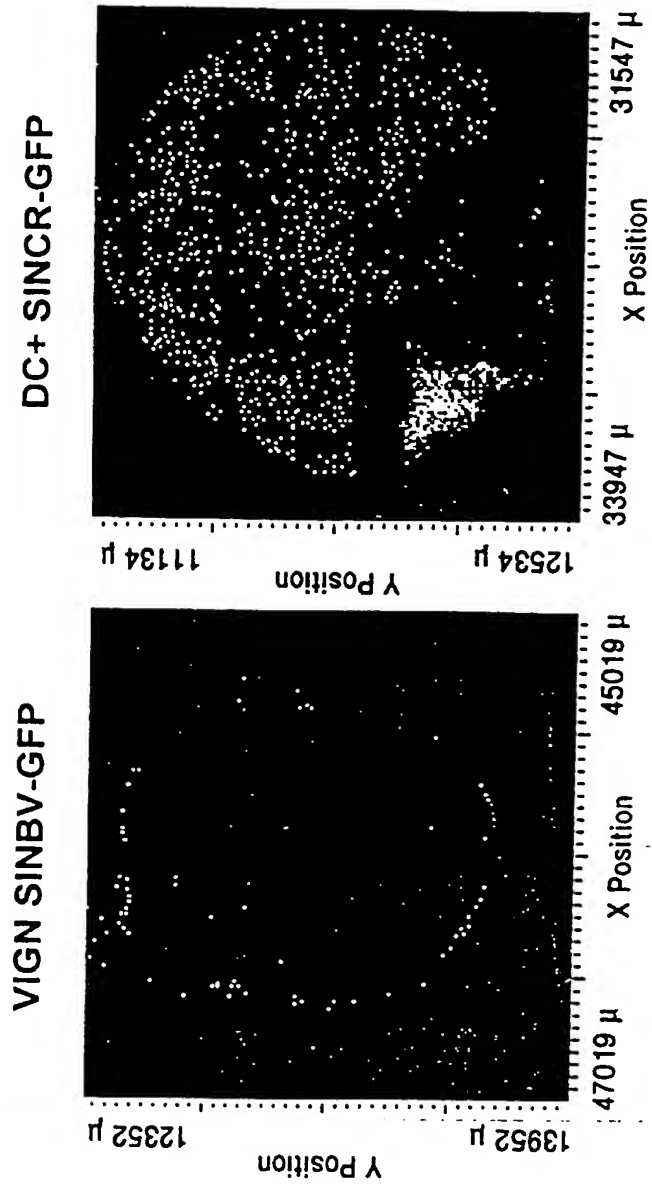 VIGN SINBV-GFP
Y Position
12352 μ
13952 μ
47019 μ
45019 μ
X Position
DC+ SINCR-GFP
Y Position
11134 μ
12534 μ
33947 μ
31547 μ
X Position